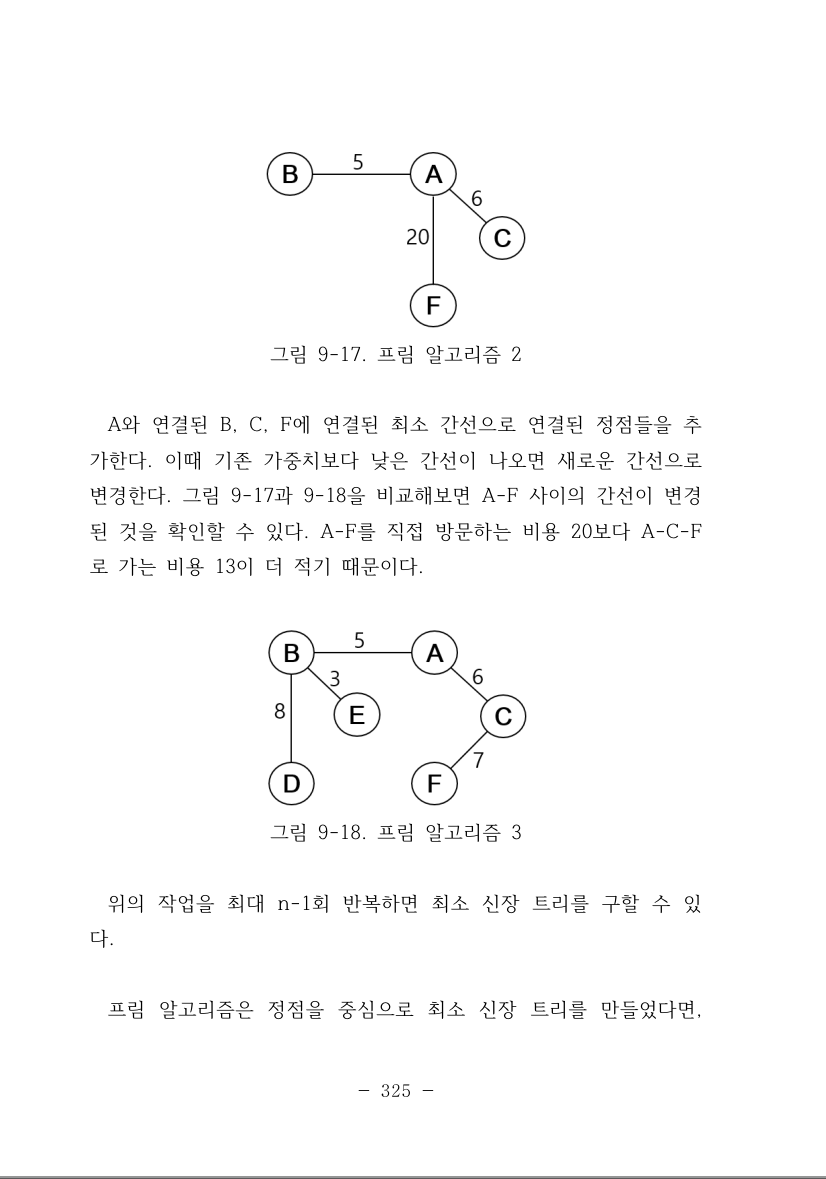 B 5 A
6
20 C
F
그림 9-17. 프림 알고리즘 2
A와 연결된 B, C, F에 연결된 최소 간선으로 연결된 정점들을 추
가한다. 이때 기존 가중치보다 낮은 간선이 나오면 새로운 간선으로
변경한다. 그림 9-17과 9-18을 비교해보면 A-F 사이의 간선이 변경
된 것을 확인할 수 있다. A-F를 직접 방문하는 비용 20보다 A-C-F
로 가는 비용 13이 더 적기 때문이다.
B 5 A
3 6
8 E C
7
D F
그림 9-18. 프림 알고리즘 3
위의 작업을 최대 n-1회 반복하면 최소 신장 트리를 구할 수 있
다.
프림 알고리즘은 정점을 중심으로 최소 신장 트리를 만들었다면,
- 325 -